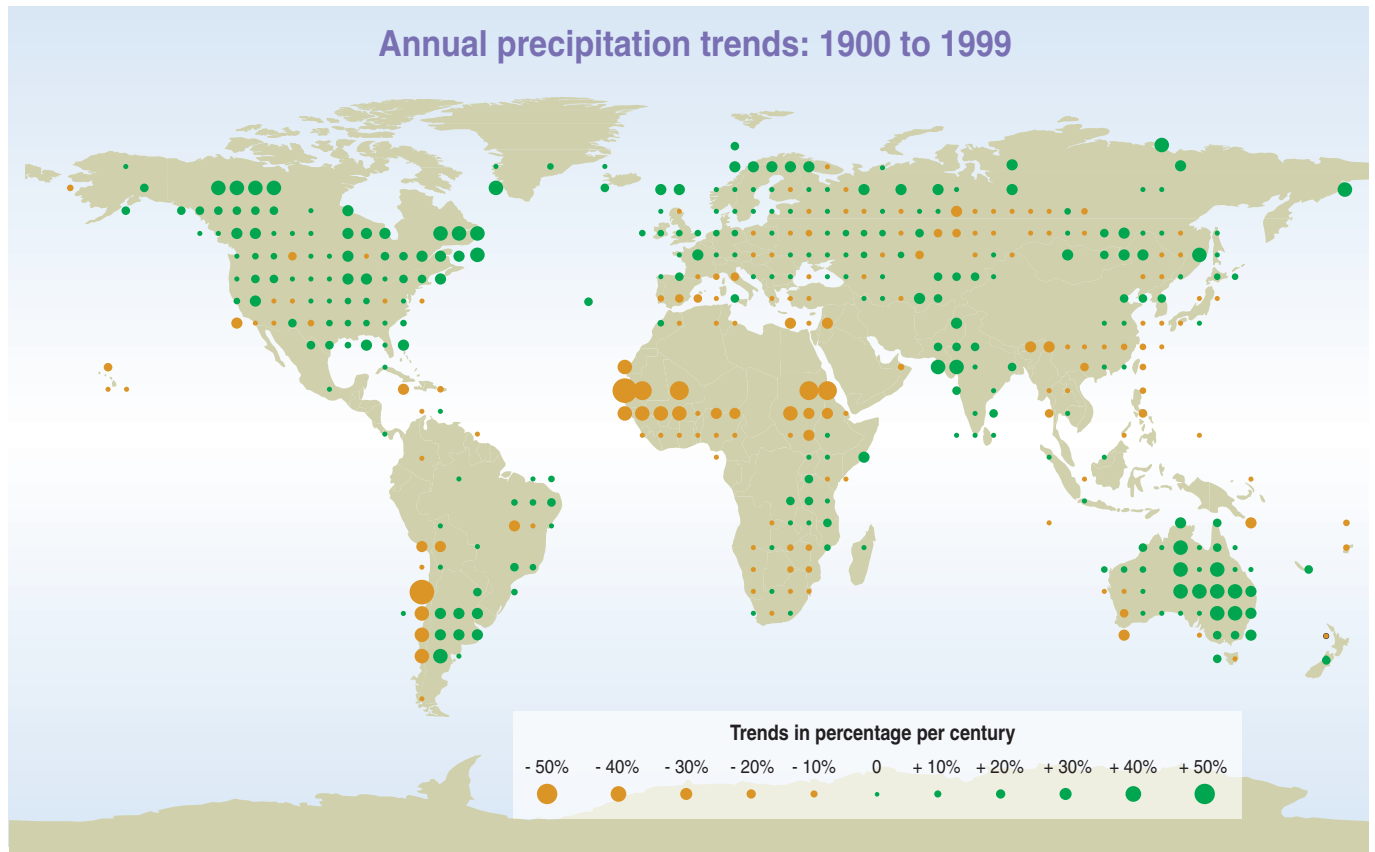 Annual precipitation trends: 1900 to 1999
Trends in percentage per century
- 50% - 40% - 30% - 20% - 10% 0 + 10% + 20% + 30% + 40% + 50%